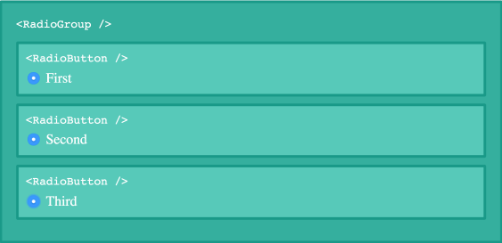 <RadioGroup />
<RadioButton />
First
<RadioButton />
Second
<RadioButton />
Third